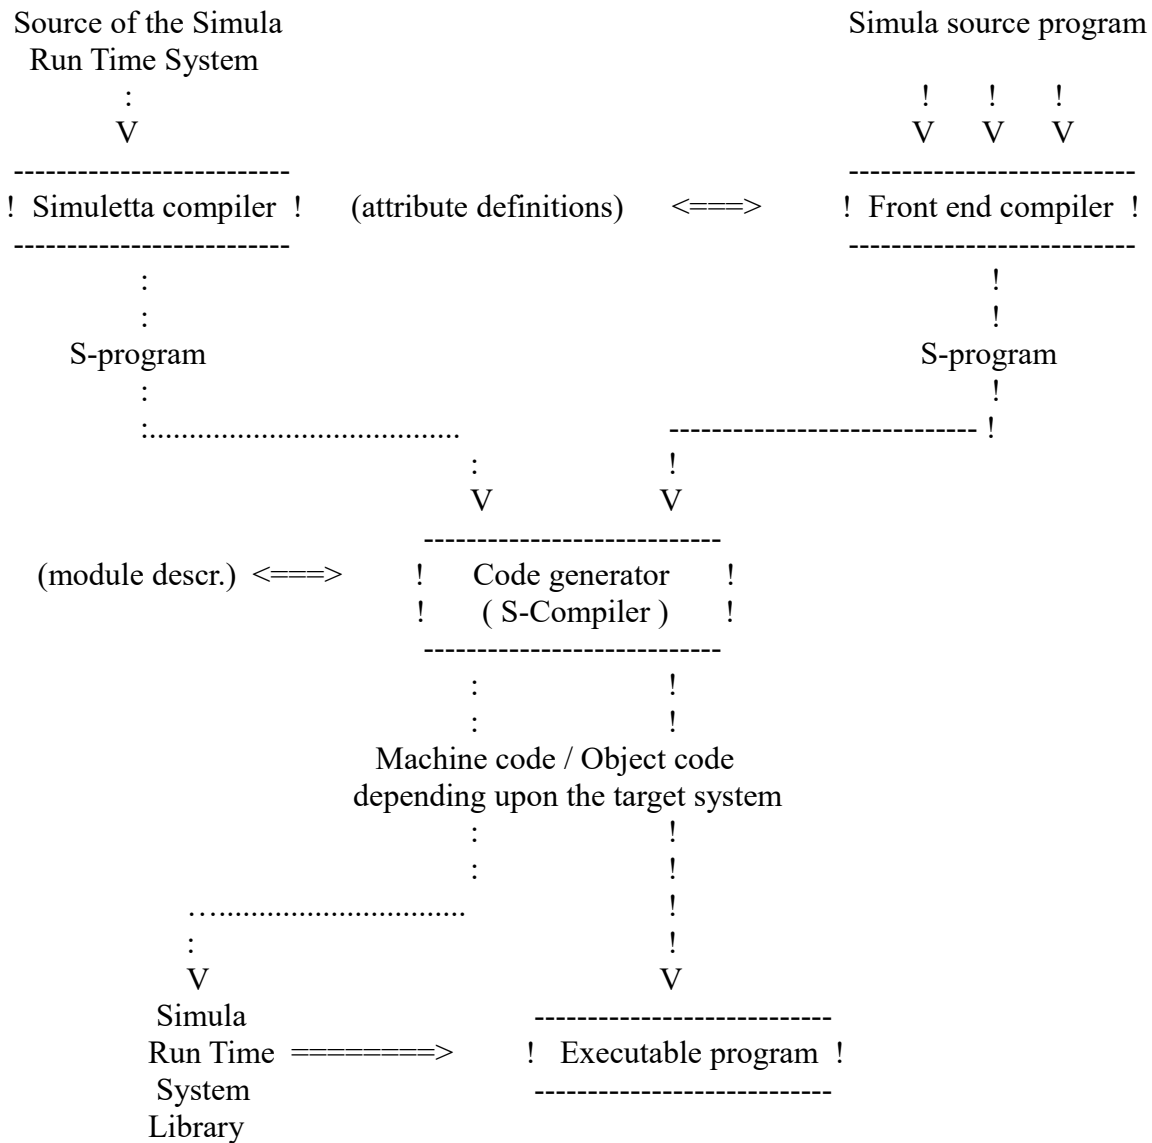 Source of the Simula                                        Simula source program
Run Time System
:                                        !     !     !
V                                        V     V     V
--------------------------                                        ---------------------------
! Simuletta compiler !     (attribute definitions)     <===>     ! Front end compiler !
--------------------------                                        ---------------------------
:                                        !
:                                        !
S-program                                        S-program
:                                        !
:.......................................          ----------------------------- !
:                    !
V                    V
----------------------------
(module descr.) <===>     !     Code generator     !
!     ( S-Compiler )     !
----------------------------
:                    !
:                    !
Machine code / Object code
depending upon the target system
:                    !
:                    !
…...............................                    !
:                    !
V                    V
Simula                    ----------------------------
Run Time ========>     ! Executable program !
System                    ----------------------------
Library